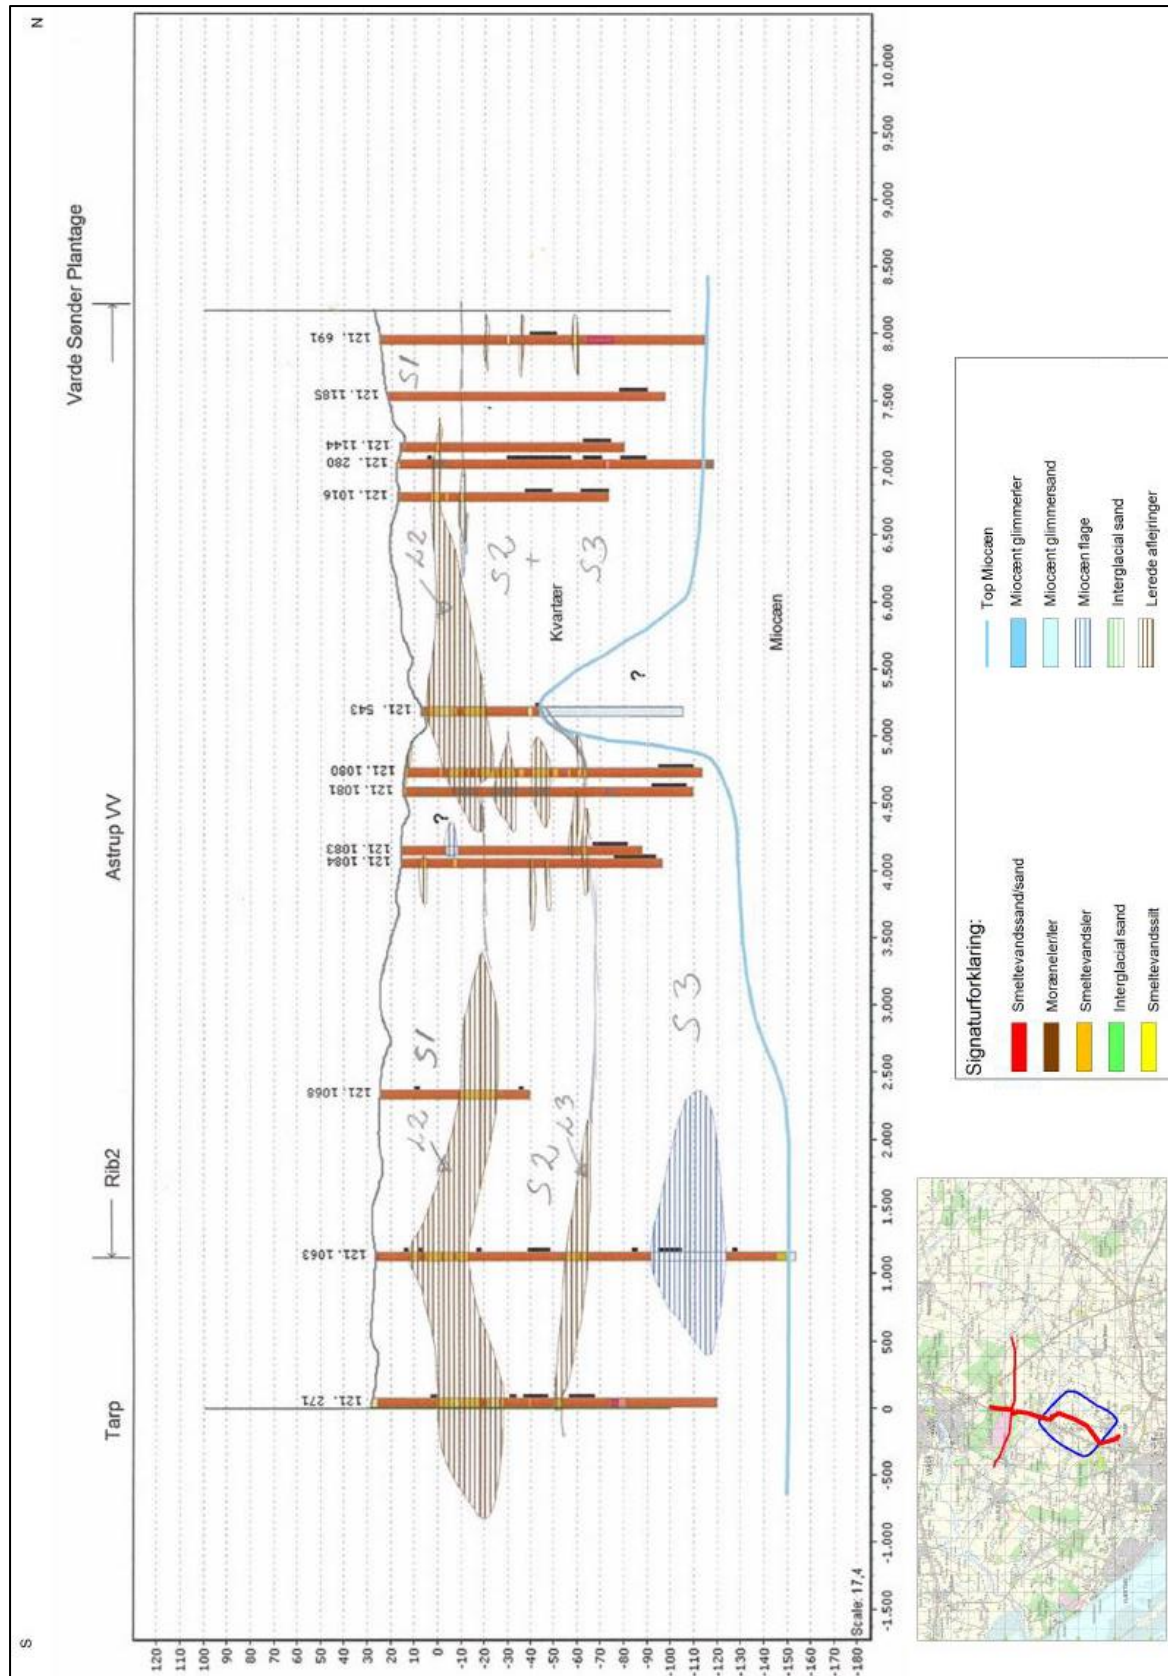 S
N
Tarp
Rib2
Astrup VV
Varde Sønder Plantage
121. 271
121.1063
121.1068
121.1084
121.1083
121.1081
121.1080
121. 543
121.1016
121. 280
121.1144
121.1185
121. 691
120
110
100
90
80
70
60
50
40
30
20
10
0
-10
-20
-30
-40
-50
-60
-70
-80
-90
-100
-110
-120
-130
-140
-150
-160
-170
-180
L2
S1
S2
L3
S3
?
L2
S1
S2
+
S3
Kvartær
?
Miocæn
Scale: 17,4
-1.500
-1.000
-500
0
500
1.000
1.500
2.000
2.500
3.000
3.500
4.000
4.500
5.000
5.500
6.000
6.500
7.000
7.500
8.000
8.500
9.000
9.500
10.000
Signaturforklaring:
Smeltevandssand/sand
Moræneler/ler
Smeltevandsler
Interglacial sand
Smeltevandssilt
Top Miocæn
Miocænt glimmerler
Miocænt glimmersand
Miocæn flage
Interglacial sand
Lerede aflejringer